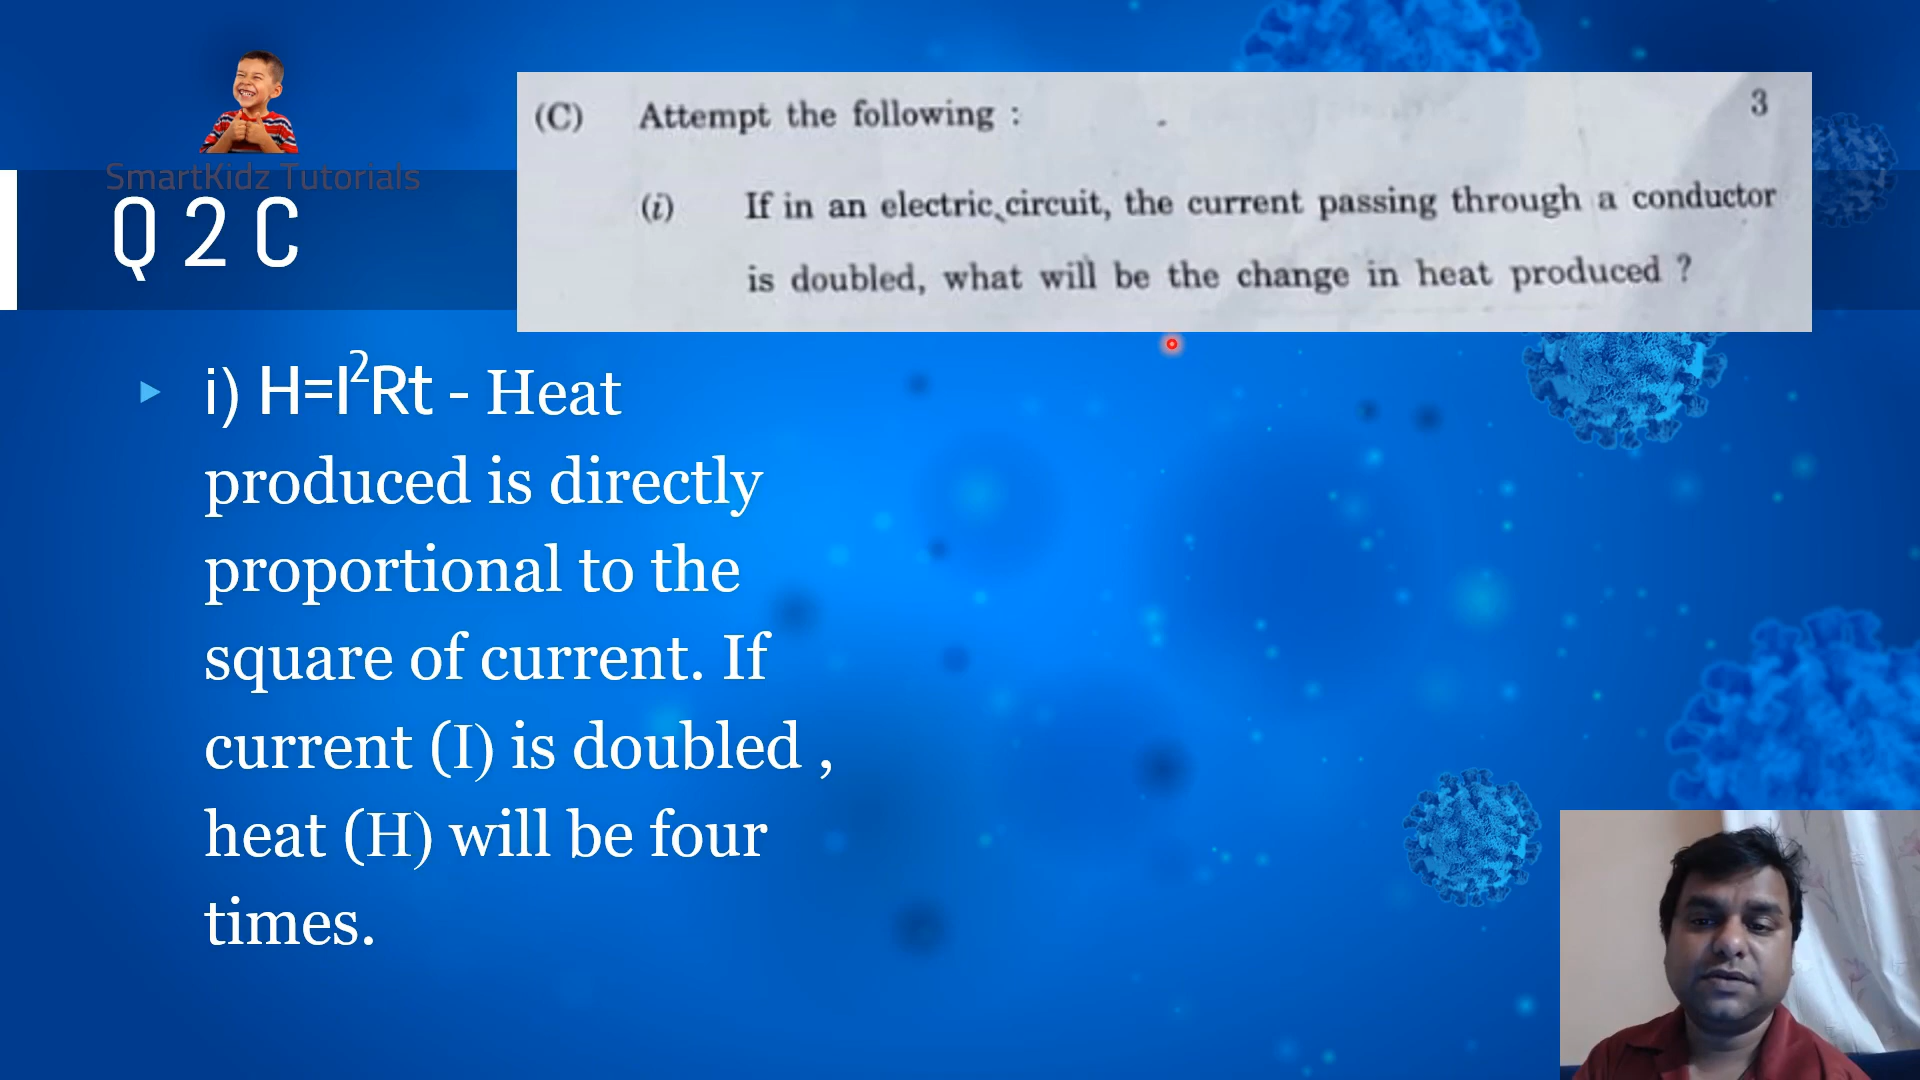 SmartKidz Tutorials
Q 2 C
(C) Attempt the following : 3
(i) If in an electric circuit, the current passing through a conductor
is doubled, what will be the change in heat produced ?
i) H=I²Rt - Heat
produced is directly
proportional to the
square of current. If
current (I) is doubled ,
heat (H) will be four
times.